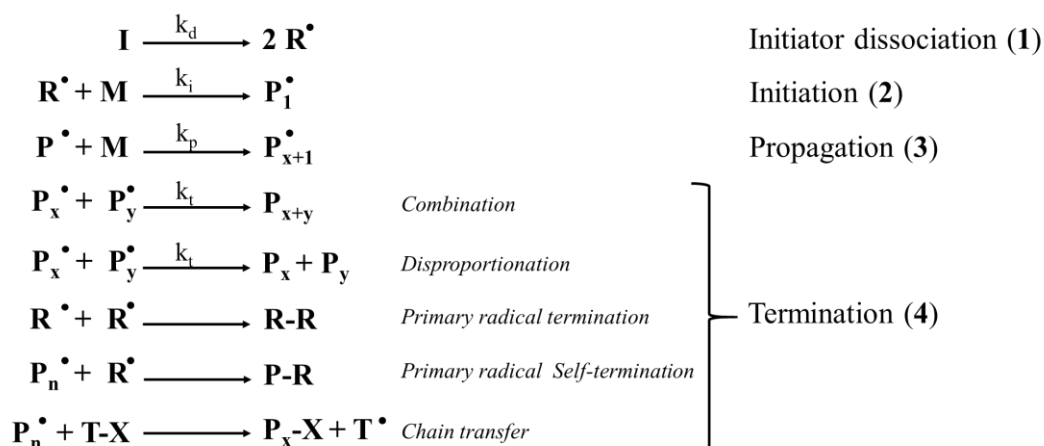 I k_d 2 R• Initiator dissociation (1)
R• + M k_i P₁• Initiation (2)
P• + M k_p P•ₓ₊₁ Propagation (3)
Pₓ• + P_y• k_t Pₓ₊y Combination
Pₓ• + P_y• k_t Pₓ + P_y Disproportionation
R• + R• R-R Primary radical termination Termination (4)
Pₙ• + R• P-R Primary radical Self-termination
Pₙ• + T-X Pₓ-X + T• Chain transfer